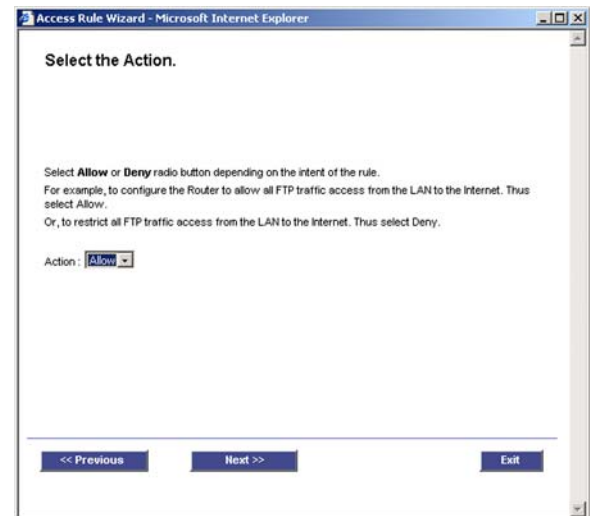 Access Rule Wizard - Microsoft Internet Explorer
Select the Action.
Select Allow or Deny radio button depending on the intent of the rule.
For example, to configure the Router to allow all FTP traffic access from the LAN to the Internet. Thus
select Allow.
Or, to restrict all FTP traffic access from the LAN to the Internet. Thus select Deny.
Action : Allow
<< Previous Next >> Exit